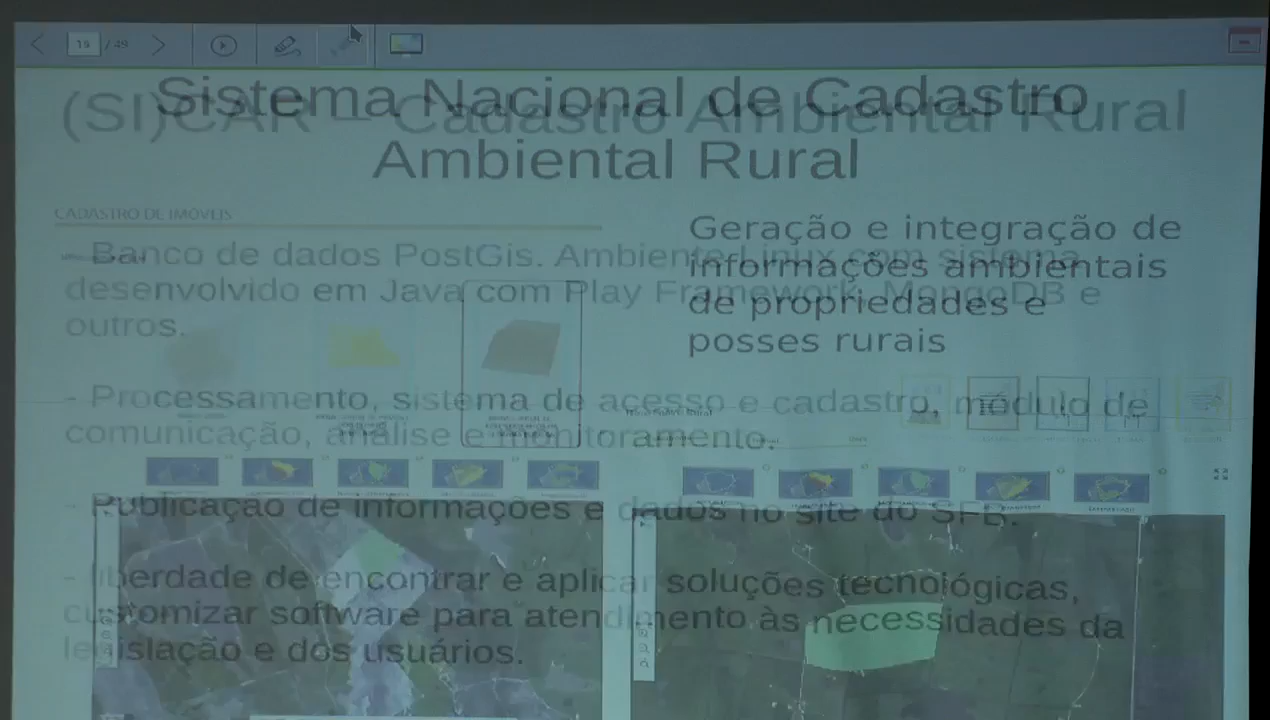 19 / 49
Sistema Nacional de Cadastro
Ambiental Rural
(SI)CAR – Cadastro Ambiental Rural
CADASTRO DE IMÓVEIS
Geração e integração de
informações ambientais
de propriedades e
posses rurais
- Banco de dados PostGis. Ambiente Linux com sistema
desenvolvido em Java com Play Framework, MongoDB e
outros.
- Processamento, sistema de acesso e cadastro, módulo de
comunicação, análise e monitoramento.
- Publicação de informações e dados no site do SFB.
- liberdade de encontrar e aplicar soluções tecnológicas,
customizar software para atendimento às necessidades da
legislação e dos usuários.